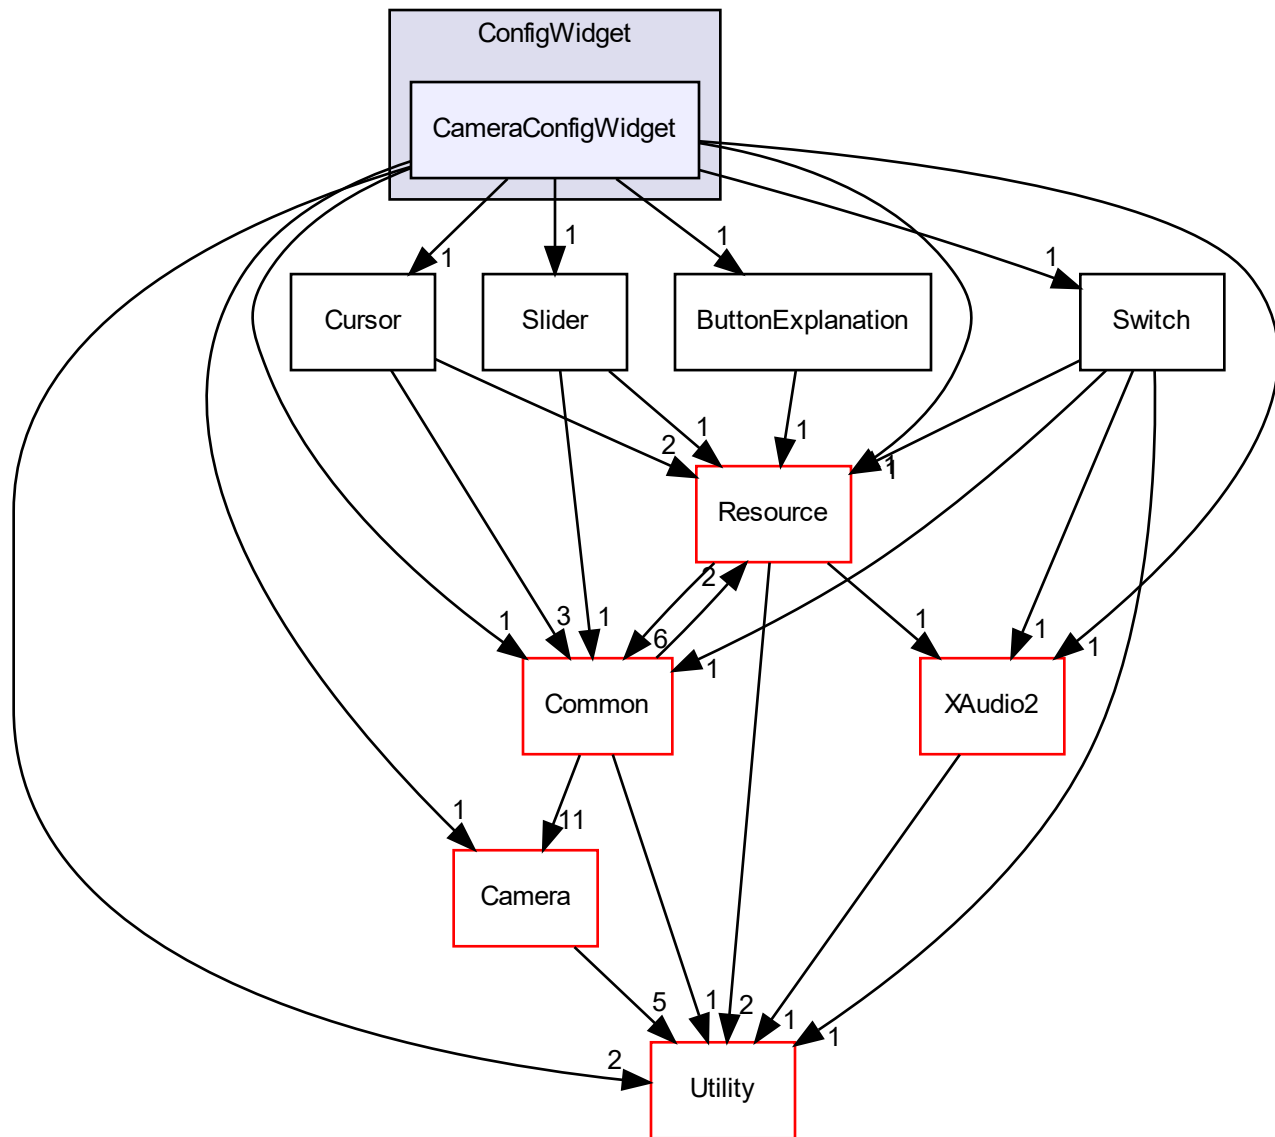 ConfigWidget
CameraConfigWidget
1
1
1
1
Cursor
Slider
ButtonExplanation
Switch
2
1
1
1
1
Resource
2
6
1
3
1
1
1
1
1
Common
XAudio2
1
11
Camera
5
1
2
1
1
2
Utility